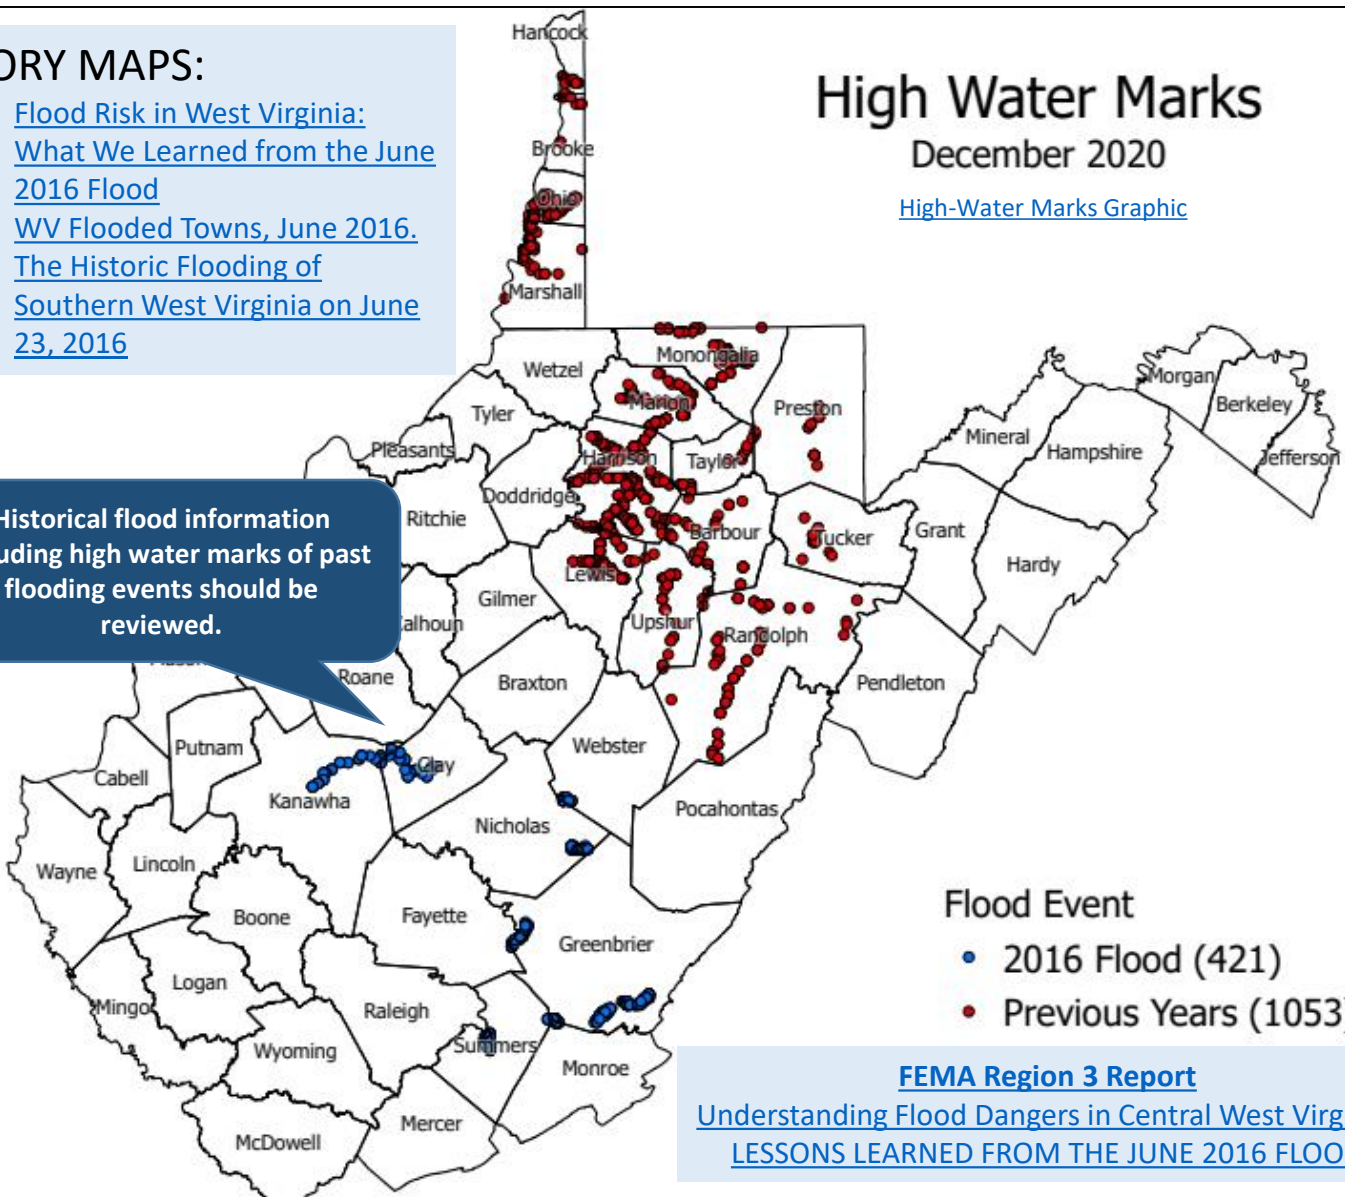 ORY MAPS:
Flood Risk in West Virginia:
What We Learned from the June
2016 Flood
WV Flooded Towns, June 2016.
The Historic Flooding of
Southern West Virginia on June
23, 2016
High Water Marks
December 2020
High-Water Marks Graphic
Hancock
Brooke
Ohio
Marshall
Wetzel
Monongalia
Morgan
Tyler
Marion
Preston
Berkeley
Pleasants
Mineral
Hampshire
Jefferson
Harrison
Taylor
Doddridge
Ritchie
Barbour
Tucker
Grant
Hardy
Historical flood information
uding high water marks of past
flooding events should be
reviewed.
Lewis
Gilmer
alhoun
Upshur
Randolph
Roane
Braxton
Pendleton
Putnam
Webster
Cabell
Clay
Kanawha
Pocahontas
Nicholas
Wayne
Lincoln
Boone
Fayette
Greenbrier
Logan
Mingo
Raleigh
Wyoming
Summers
Monroe
Mercer
McDowell
Flood Event
2016 Flood (421)
Previous Years (1053)
FEMA Region 3 Report
Understanding Flood Dangers in Central West Virg
LESSONS LEARNED FROM THE JUNE 2016 FLOO